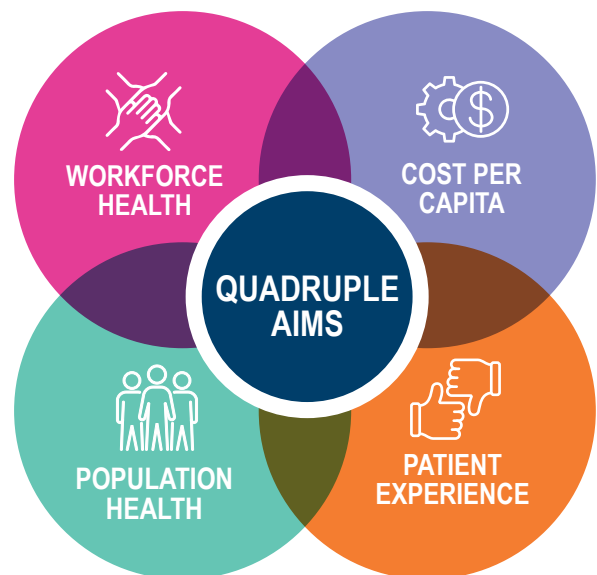 WORKFORCE
HEALTH
COST PER
CAPITA
QUADRUPLE
AIMS
POPULATION
HEALTH
PATIENT
EXPERIENCE
$